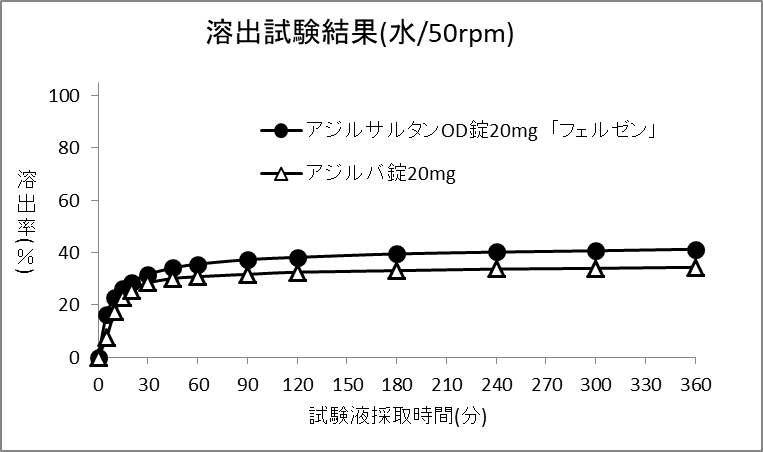 溶出試験結果(水/50rpm)
アジルサルタンOD錠20mg 「フェルゼン」
アジルバ錠20mg
溶出率(%)
100
80
60
40
20
0
0 30 60 90 120 150 180 210 240 270 300 330 360
試験液採取時間(分)